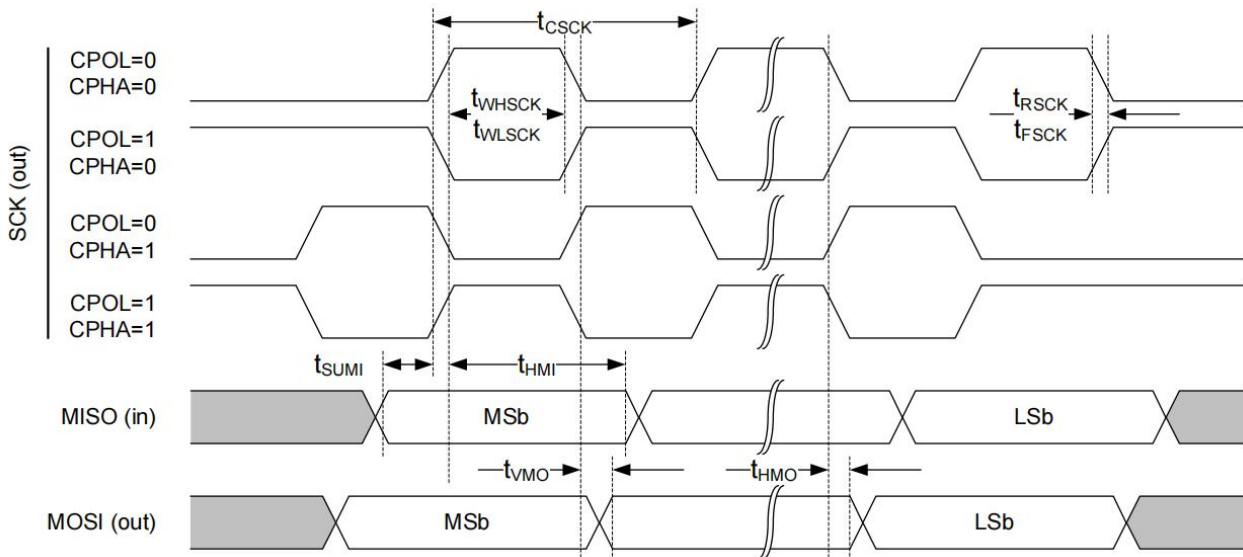 tCSCK
CPOL=0
CPHA=0
tWHSCK
tWLSCK
tRSCK
tFSCK
CPOL=1
CPHA=0
SCK (out)
CPOL=0
CPHA=1
CPOL=1
CPHA=1
tSUMI
tHMI
MISO (in)
MSb
LSb
tVMO
tHMO
MOSI (out)
MSb
LSb